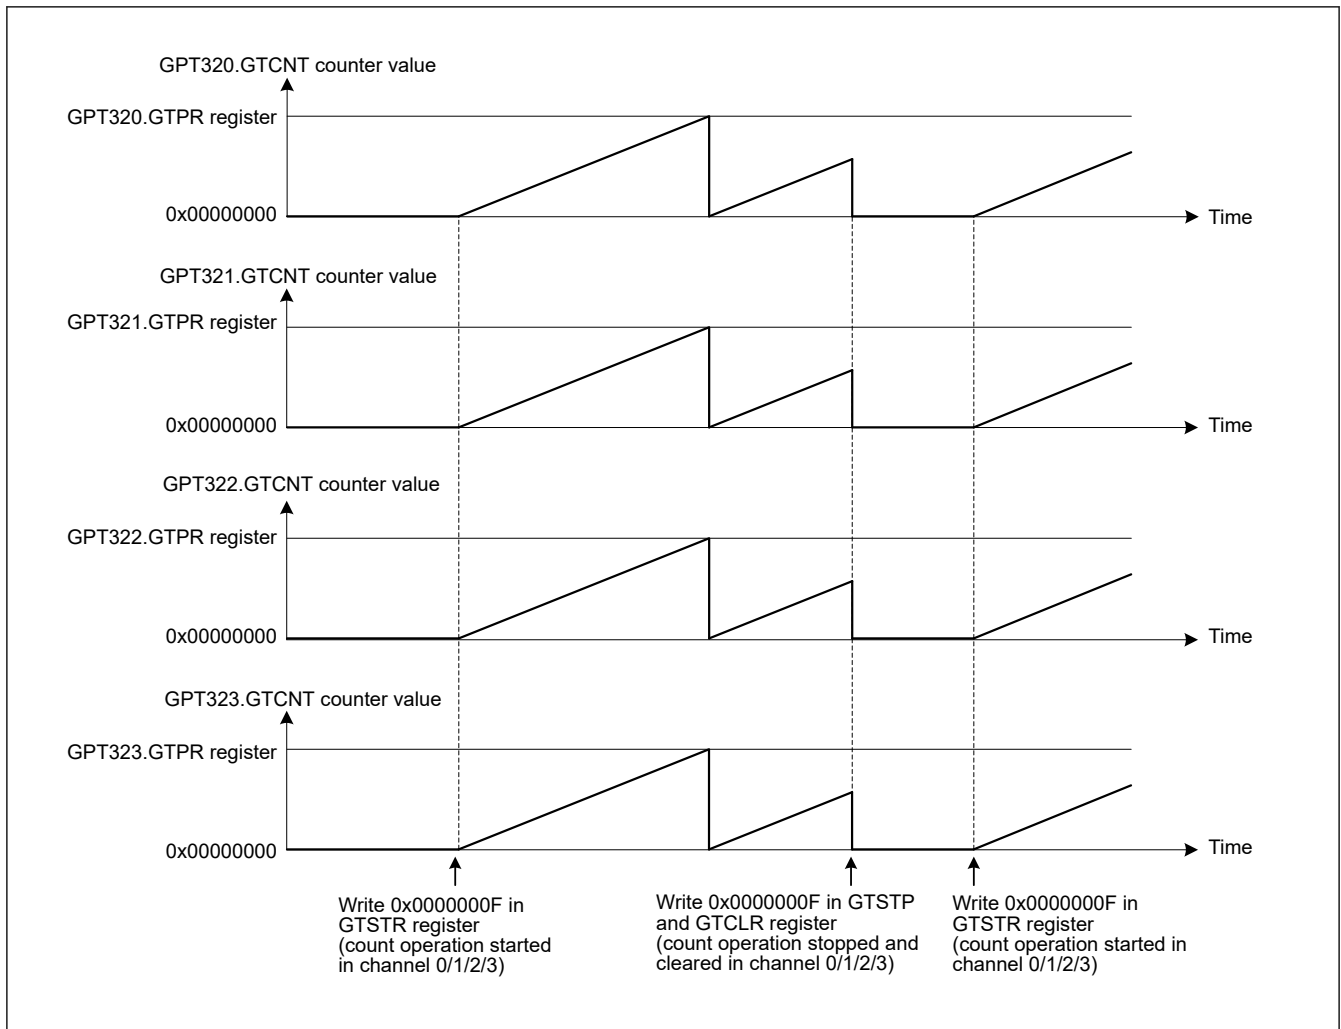 GPT320.GTCNT counter value
GPT320.GTPR register
0x00000000
Time
GPT321.GTCNT counter value
GPT321.GTPR register
0x00000000
Time
GPT322.GTCNT counter value
GPT322.GTPR register
0x00000000
Time
GPT323.GTCNT counter value
GPT323.GTPR register
0x00000000
Time
Write 0x0000000F in
GTSTR register
(count operation started
in channel 0/1/2/3)
Write 0x0000000F in GTSTP
and GTCLR register
(count operation stopped and
cleared in channel 0/1/2/3)
Write 0x0000000F in
GTSTR register
(count operation started in
channel 0/1/2/3)